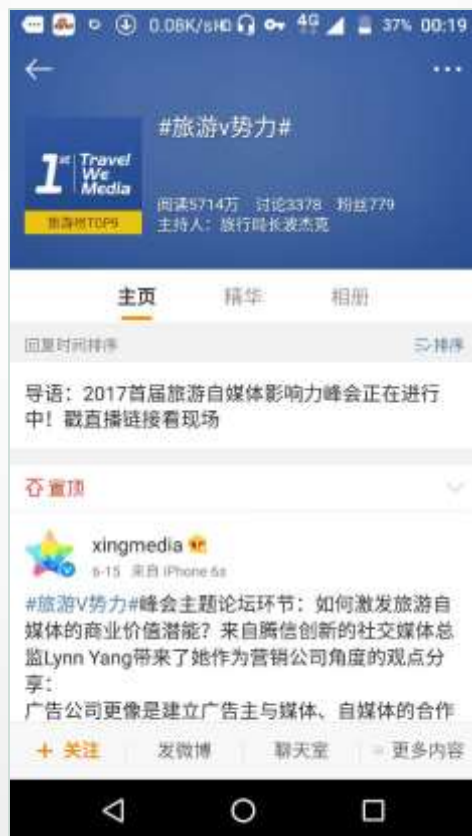 0.08K/s HD 4G 37% 00:19
#旅游v势力#
1st Travel
We
Media
旅游榜TOP9
阅读5714万 讨论3378 粉丝779
主持人：旅行局长波杰克
主页 精华 相册
回复时间排序 排序
导语：2017首届旅游自媒体影响力峰会正在进行
中！戳直播链接看现场
置顶
xingmedia
6-15 来自 iPhone 6s
#旅游V势力#峰会主题论坛环节：如何激发旅游自
媒体的商业价值潜能？来自腾信创新的社交媒体总
监Lynn Yang带来了她作为营销公司角度的观点分
享：
广告公司更像是建立广告主与媒体、自媒体的合作
+ 关注 发微博 聊天室 更多内容